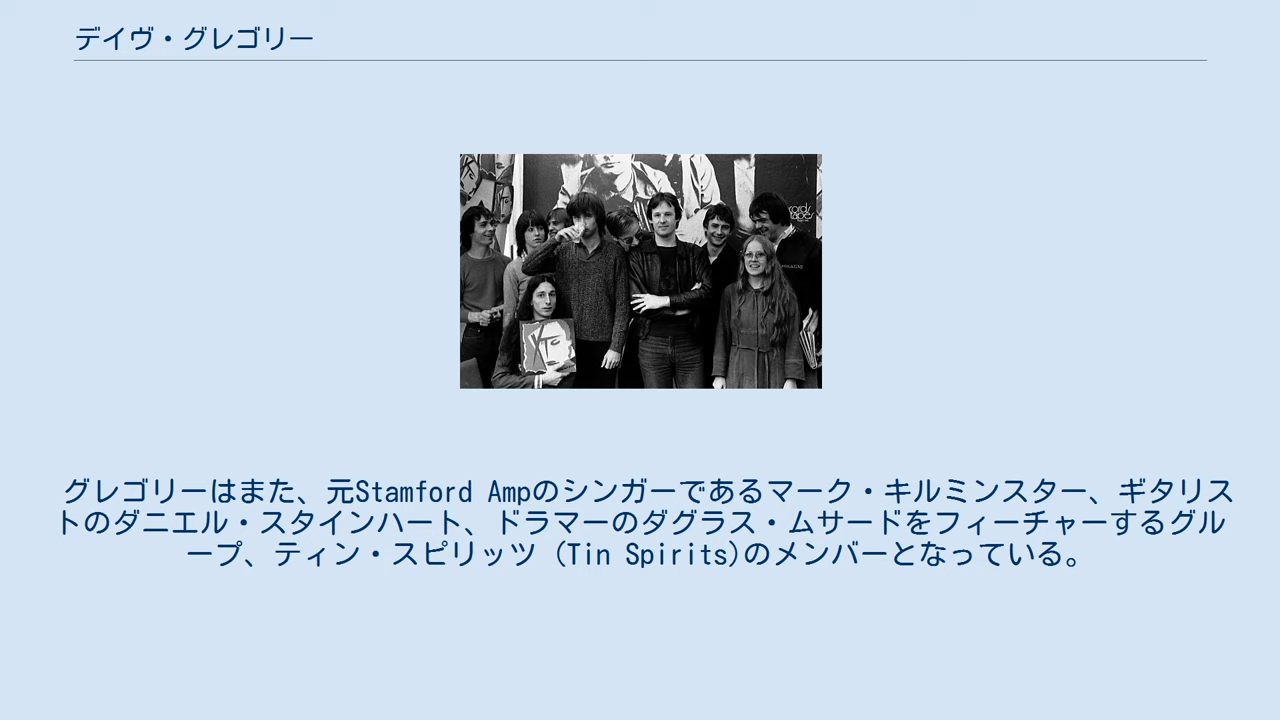 デイヴ・グレゴリー
XTC
グレゴリーはまた、元Stamford Ampのシンガーであるマーク・キルミンスター、ギタリス
トのダニエル・スタインハート、ドラマーのダグラス・ムサードをフィーチャーするグル
ープ、ティン・スピリッツ (Tin Spirits)のメンバーとなっている。